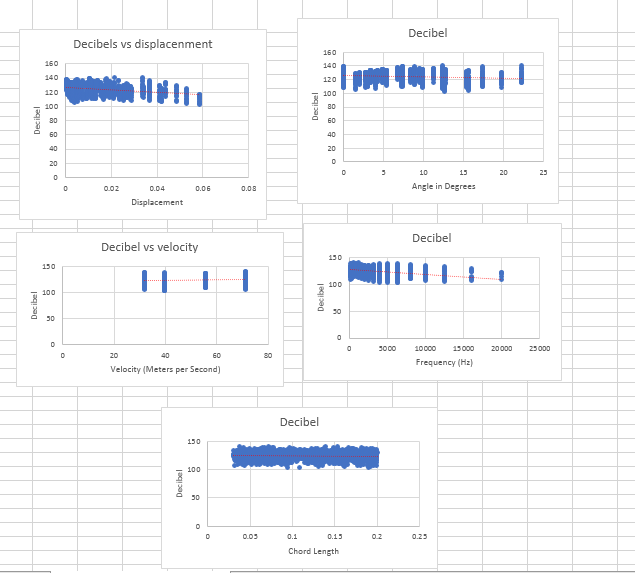 Decibels vs displacenment
160
140
120
100
80
60
40
20
0
Decibel
0 0.02 0.04 0.06 0.08
Displacement
Decibel
160
140
120
100
80
60
40
20
0
Decibel
0 5 10 15 20 25
Angle in Degrees
Decibel vs velocity
150
100
50
0
Decibel
0 20 40 60 80
Velocity (Meters per Second)
Decibel
150
100
50
0
Decibel
0 5000 10000 15000 20000 25000
Frequency (Hz)
Decibel
150
100
50
0
Decibel
0 0.05 0.1 0.15 0.2 0.25
Chord Length